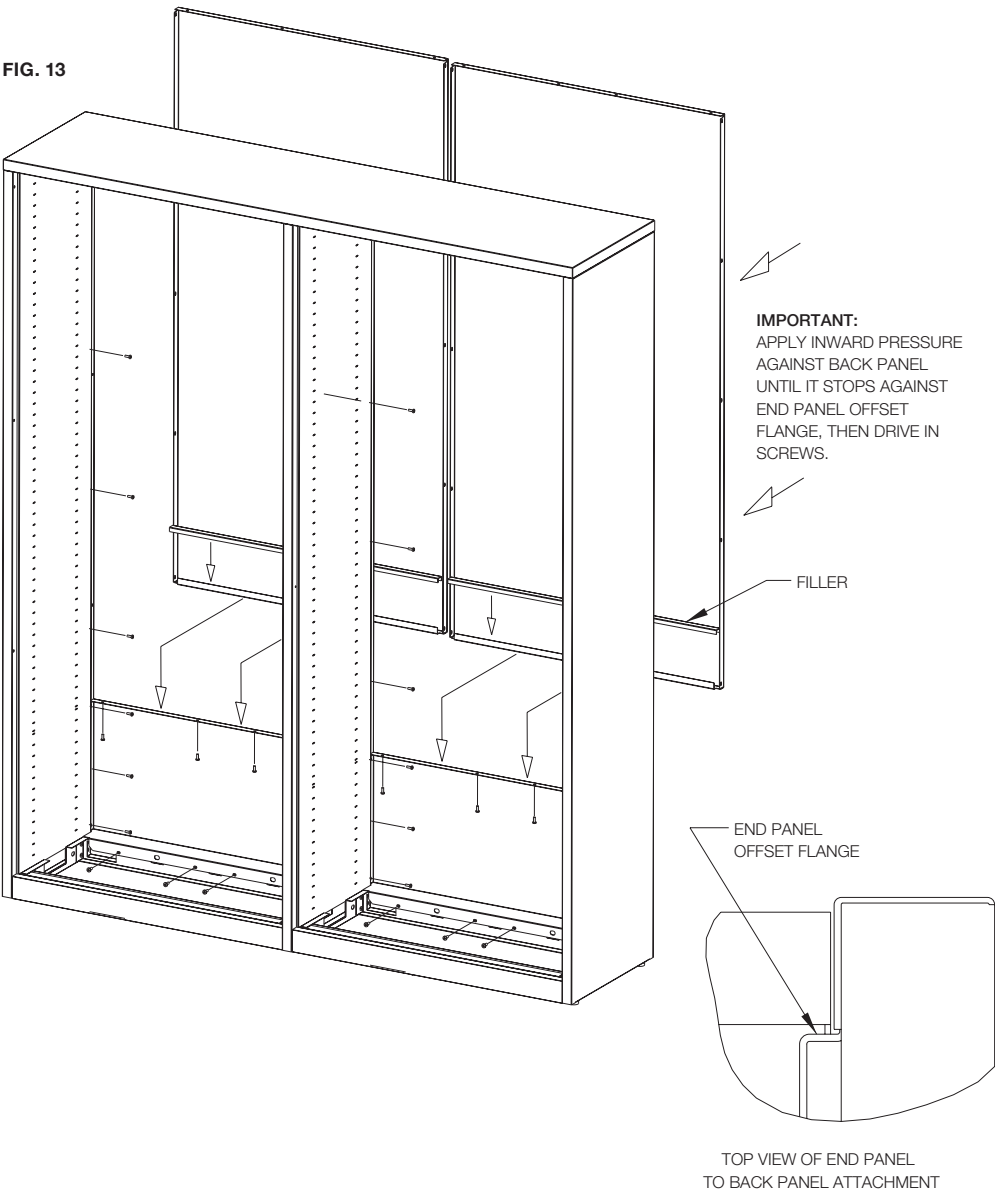 FIG. 13
IMPORTANT:
APPLY INWARD PRESSURE
AGAINST BACK PANEL
UNTIL IT STOPS AGAINST
END PANEL OFFSET
FLANGE, THEN DRIVE IN
SCREWS.
FILLER
END PANEL
OFFSET FLANGE
TOP VIEW OF END PANEL
TO BACK PANEL ATTACHMENT